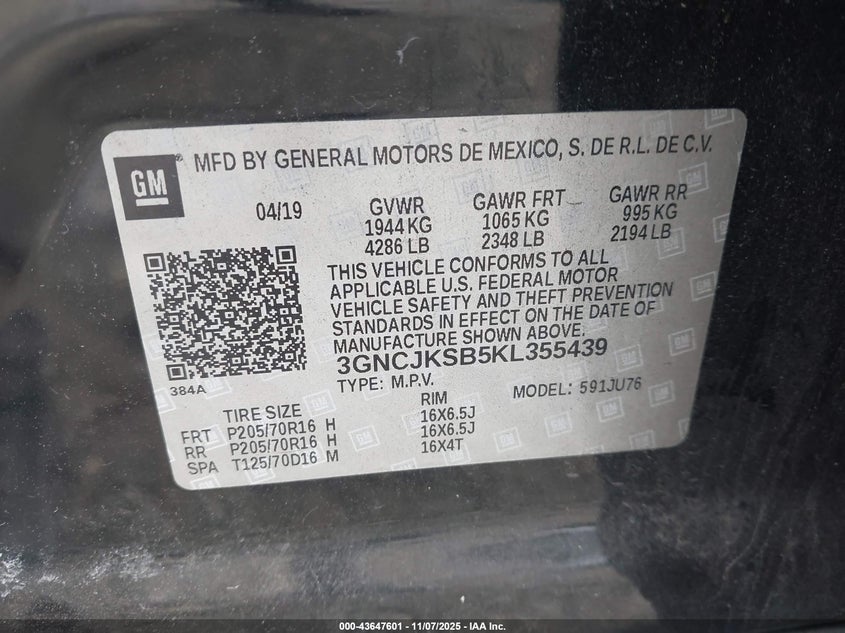 GM
MFD BY GENERAL MOTORS DE MEXICO, S. DE R.L. DE C.V.
04/19 GVWR GAWR FRT GAWR RR
1944 KG 1065 KG 995 KG
4286 LB 2348 LB 2194 LB
THIS VEHICLE CONFORMS TO ALL
APPLICABLE U.S. FEDERAL MOTOR
VEHICLE SAFETY AND THEFT PREVENTION
STANDARDS IN EFFECT ON THE DATE OF
MANUFACTURE SHOWN ABOVE.
3GNCJKSB5KL355439
384A
TYPE: M.P.V. MODEL: 591JU76
TIRE SIZE RIM
FRT P205/70R16 H 16X6.5J
RR P205/70R16 H 16X6.5J
SPA T125/70D16 M 16X4T
000-43647601 | 11/07/2025 - IAA Inc.